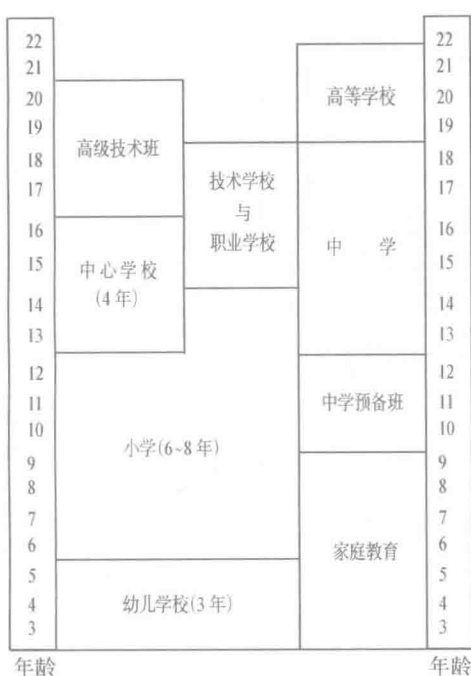 22
21
20
19
18
17
16
15
14
13
12
11
10
9
8
7
6
5
4
3
年龄
高级技术班
中心学校
(4年)
技术学校
与
职业学校
小学(6~8年)
幼儿学校(3年)
高等学校
中 学
中学预备班
家庭教育
22
21
20
19
18
17
16
15
14
13
12
11
10
9
8
7
6
5
4
3
年龄